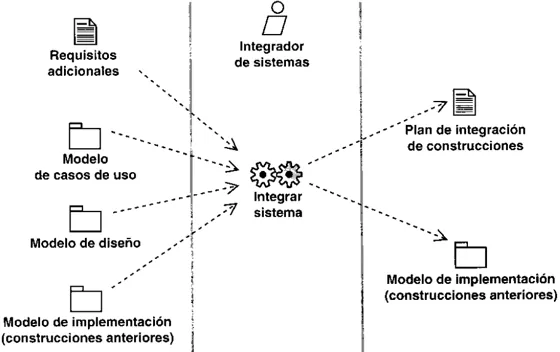 Requisitos
adicionales
Modelo
de casos de uso
Modelo de diseño
Modelo de implementación
(construcciones anteriores)
Integrador
de sistemas
Integrar
sistema
Plan de integración
de construcciones
Modelo de implementación
(construcciones anteriores)